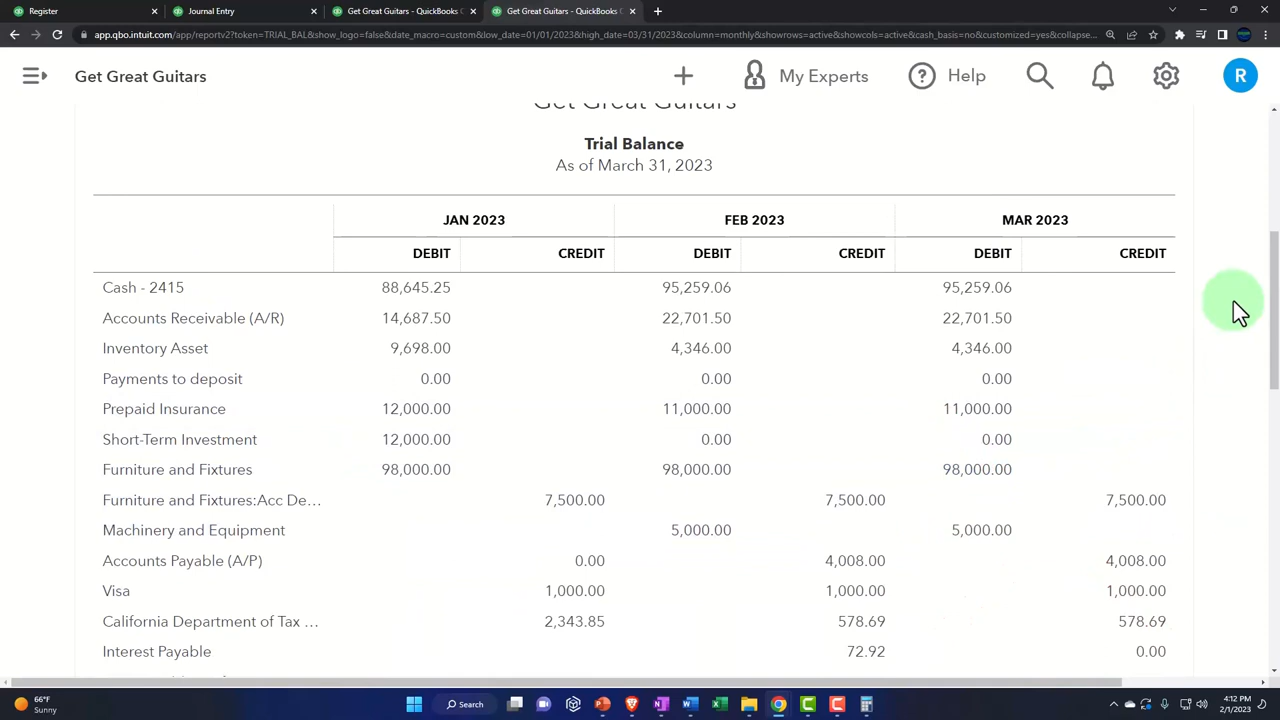 Register
Journal Entry
Great Guitars - QuickBooks C
Get Great Guitars - QuickBooks C
app.qbo.intuit.com/app/reportv2?token=TRIAL_BAL&show_logo=false&date_macro=custom&low_date=01/01/2023&high_date=03/31/2023&column=monthly&showrows=active&showcols=active&cash_basis=no&customized=yes&collapse...
Get Great Guitars
My Experts
Help
R
Get Great Guitars
Trial Balance
As of March 31, 2023
JAN 2023 FEB 2023 MAR 2023
DEBIT CREDIT DEBIT CREDIT DEBIT CREDIT
Cash - 2415 88,645.25 95,259.06 95,259.06
Accounts Receivable (A/R) 14,687.50 22,701.50 22,701.50
Inventory Asset 9,698.00 4,346.00 4,346.00
Payments to deposit 0.00 0.00 0.00
Prepaid Insurance 12,000.00 11,000.00 11,000.00
Short-Term Investment 12,000.00 0.00 0.00
Furniture and Fixtures 98,000.00 98,000.00 98,000.00
Furniture and Fixtures:Acc De... 7,500.00 7,500.00 7,500.00
Machinery and Equipment 5,000.00 5,000.00
Accounts Payable (A/P) 0.00 4,008.00 4,008.00
Visa 1,000.00 1,000.00 1,000.00
California Department of Tax ... 2,343.85 578.69 578.69
Interest Payable 72.92 0.00
66°F
Sunny
Search
4:12 PM
2/1/2023